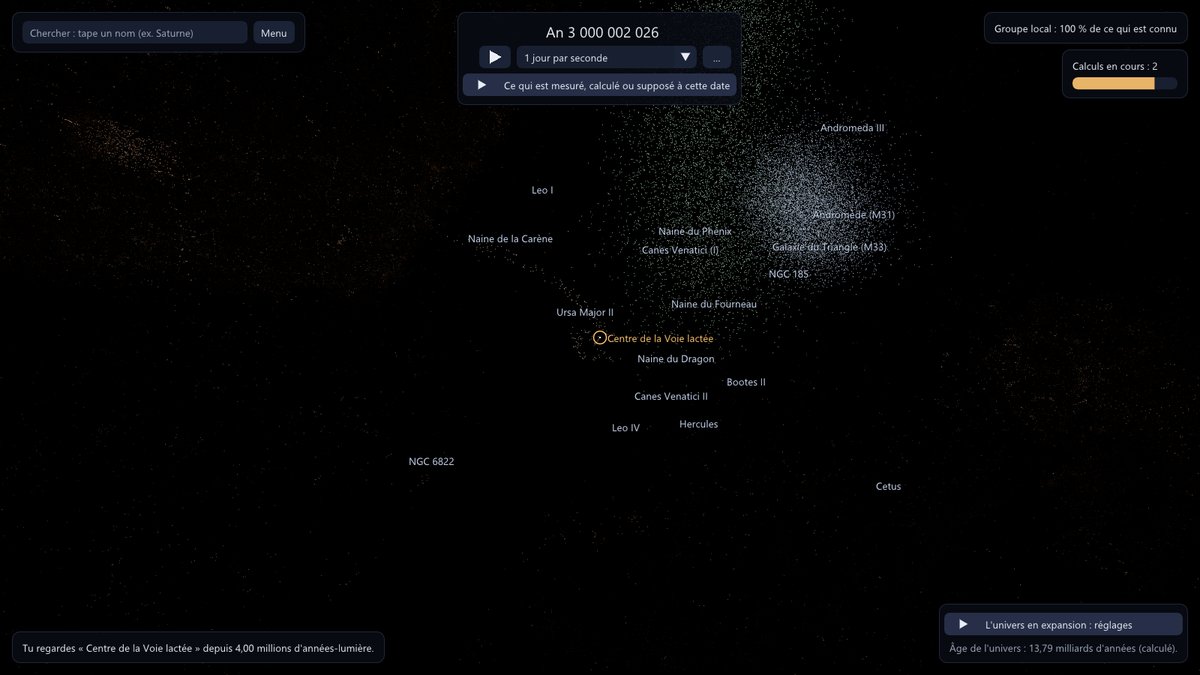 Chercher : tape un nom (ex. Saturne)
Menu
An 3 000 002 026
1 jour par seconde
...
Ce qui est mesuré, calculé ou supposé à cette date
Groupe local : 100 % de ce qui est connu
Calculs en cours : 2
Andromeda III
Leo I
Andromède (M31)
Naine du Phénix
Naine de la Carène
Canes Venatici (I)
Galaxie du Triangle (M33)
NGC 185
Naine du Fourneau
Ursa Major II
Centre de la Voie lactée
Naine du Dragon
Bootes II
Canes Venatici II
Hercules
Leo IV
NGC 6822
Cetus
Tu regardes « Centre de la Voie lactée » depuis 4,00 millions d'années-lumière.
L'univers en expansion : réglages
Âge de l'univers : 13,79 milliards d'années (calculé).